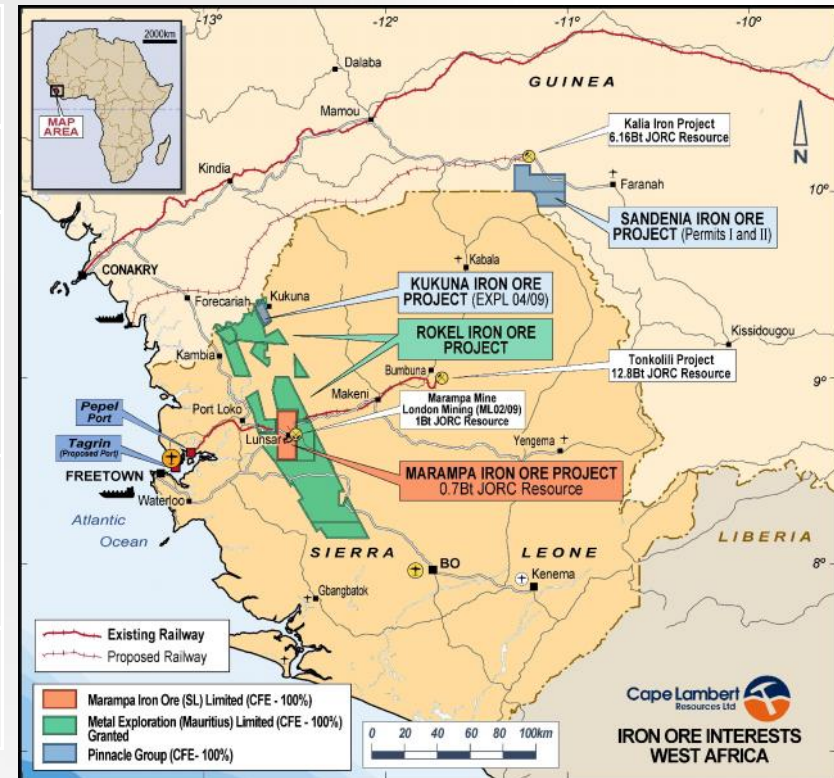 -13°
-12°
-11°
-10°
2000km
MAP
AREA
Dalaba
GUINEA
Mamou
Kalia Iron Project
6.16Bt JORC Resource
N
Kindia
Faranah
10°
SANDENIA IRON ORE
PROJECT (Permits I and II)
CONAKRY
Kabala
Forecariah
Kukuna
KUKUNA IRON ORE
PROJECT (EXPL 04/09)
ROKEL IRON ORE
PROJECT
Kissidougou
Kambia
Bumbuna
9°
Tonkolili Project
12.8Bt JORC Resource
Makeni
Marampa Mine
London Mining (ML02/09)
1Bt JORC Resource
Pepel
Port
Port Loko
Lunsar
Yengema
Tagrin
(Proposed Port)
MARAMPA IRON ORE PROJECT
0.7Bt JORC Resource
FREETOWN
Waterloo
Atlantic
Ocean
LIBERIA
SIERRA LEONE
BO
8°
Kenema
Gbangbatok
Existing Railway
Proposed Railway
Marampa Iron Ore (SL) Limited (CFE - 100%)
Metal Exploration (Mauritius) Limited (CFE - 100%)
Granted
Pinnacle Group (CFE- 100%)
0 20 40 60 80 100km
Cape Lambert
Resources Ltd
IRON ORE INTERESTS
WEST AFRICA